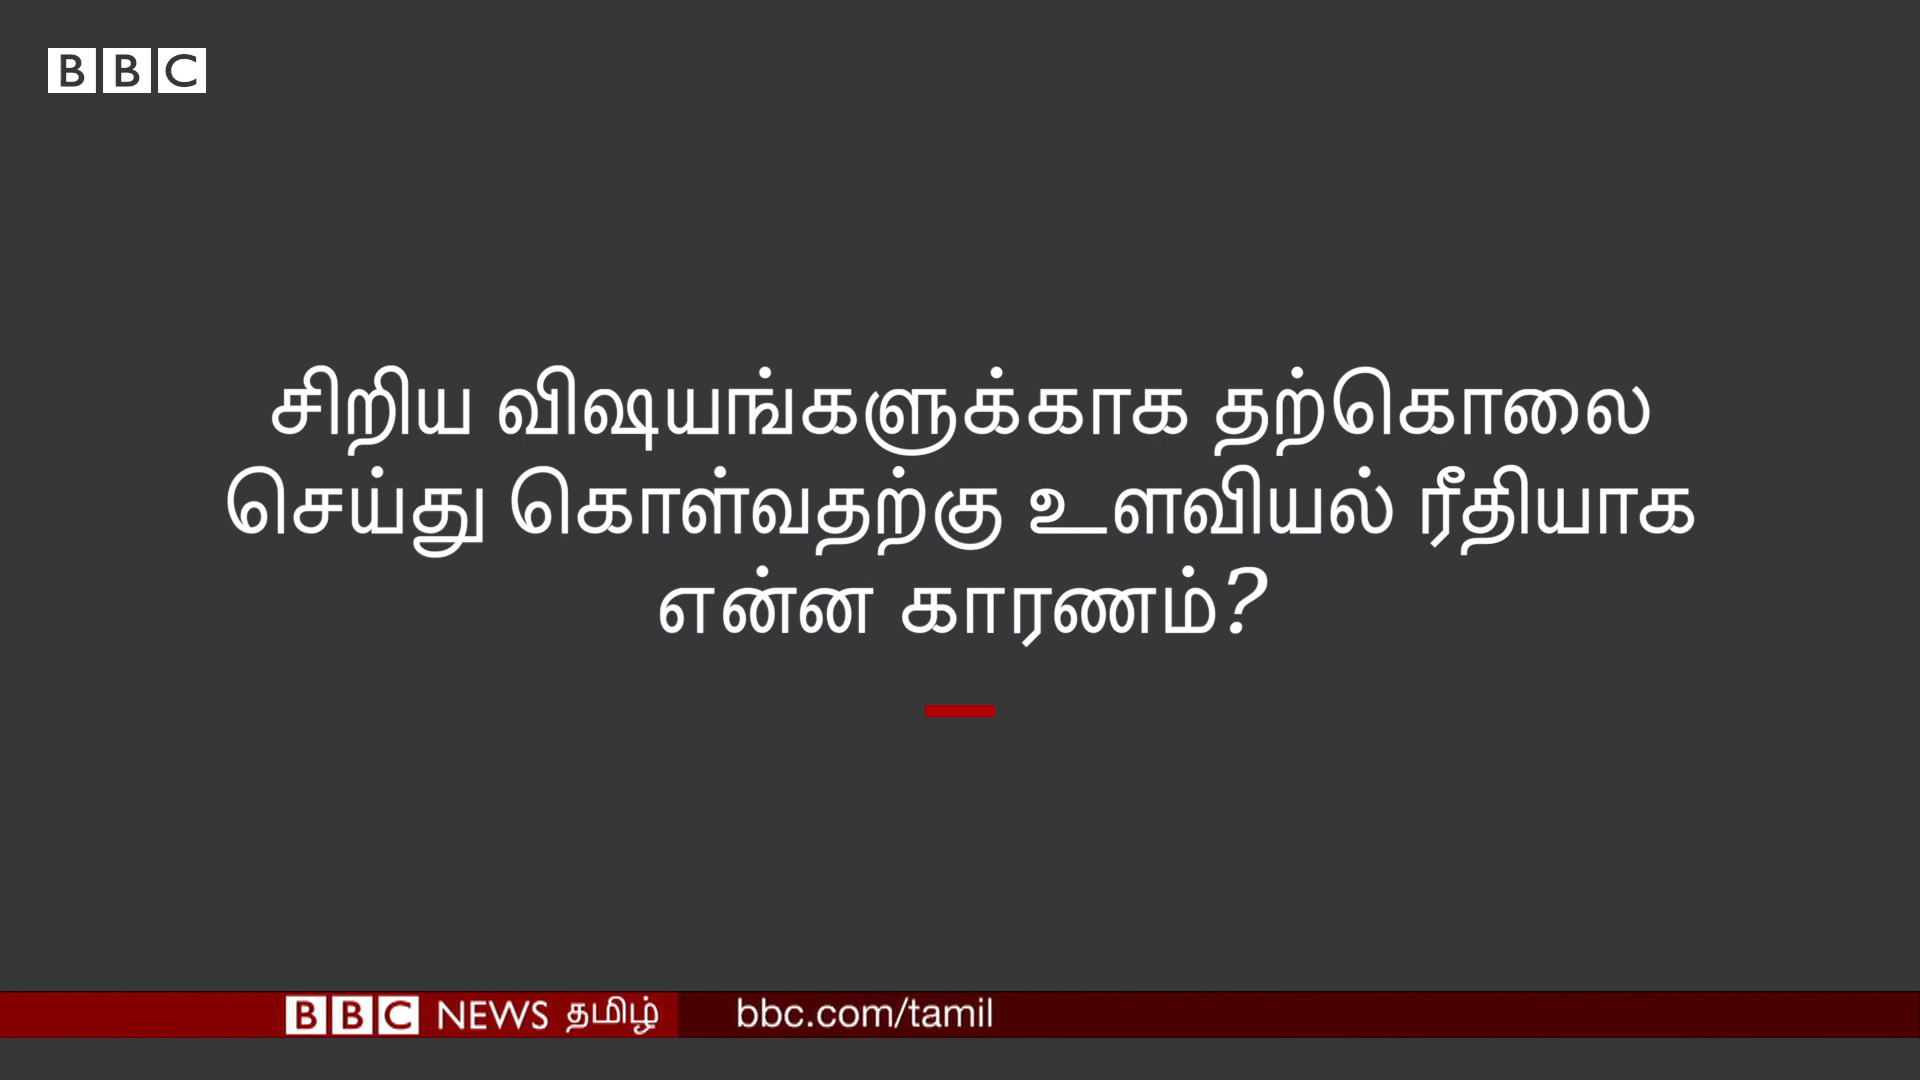 BBC
சிறிய விஷயங்களுக்காக தற்கொலை
செய்து கொள்வதற்கு உளவியல் ரீதியாக
என்ன காரணம்?
BBC NEWS தமிழ் bbc.com/tamil